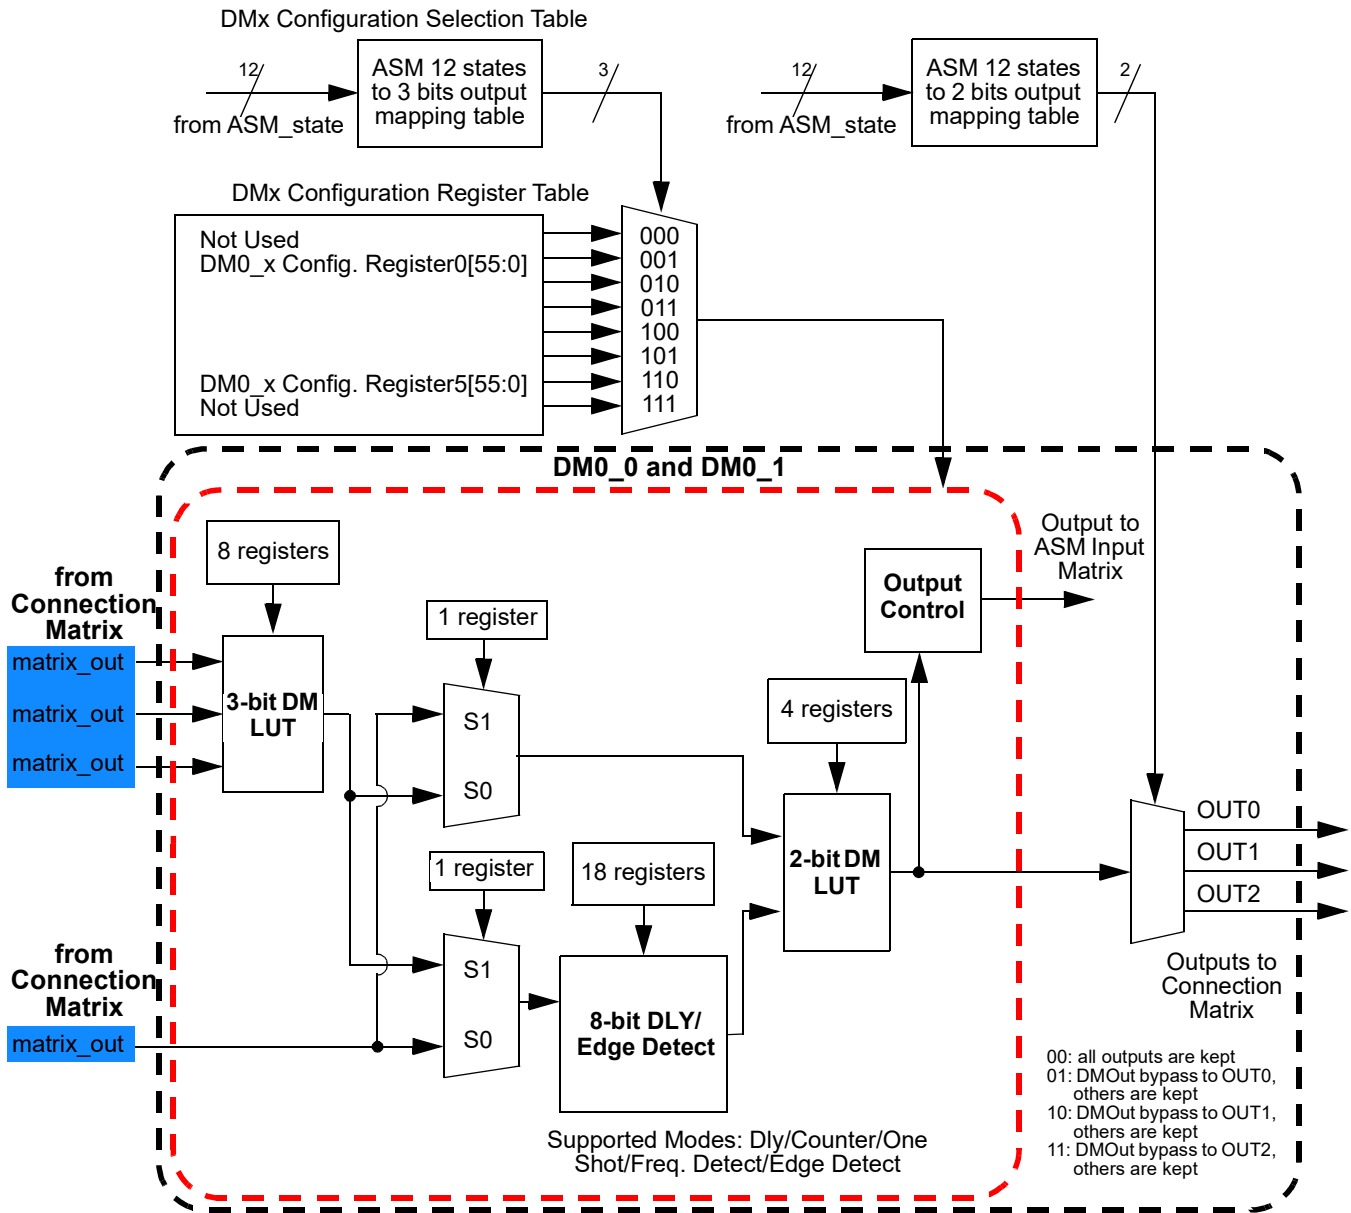 DMx Configuration Selection Table
12
from ASM_state
ASM 12 states
to 3 bits output
mapping table
3
12
from ASM_state
ASM 12 states
to 2 bits output
mapping table
2
DMx Configuration Register Table
Not Used
DM0_x Config. Register0[55:0]
DM0_x Config. Register5[55:0]
Not Used
000
001
010
011
100
101
110
111
DM0_0 and DM0_1
8 registers
from
Connection
Matrix
matrix_out
matrix_out
matrix_out
3-bit DM
LUT
1 register
S1
S0
Output
Control
Output to
ASM Input
Matrix
4 registers
2-bit DM
LUT
OUT0
OUT1
OUT2
Outputs to
Connection
Matrix
1 register
18 registers
S1
S0
8-bit DLY/
Edge Detect
from
Connection
Matrix
matrix_out
Supported Modes: Dly/Counter/One
Shot/Freq. Detect/Edge Detect
00: all outputs are kept
01: DMOut bypass to OUT0,
others are kept
10: DMOut bypass to OUT1,
others are kept
11: DMOut bypass to OUT2,
others are kept